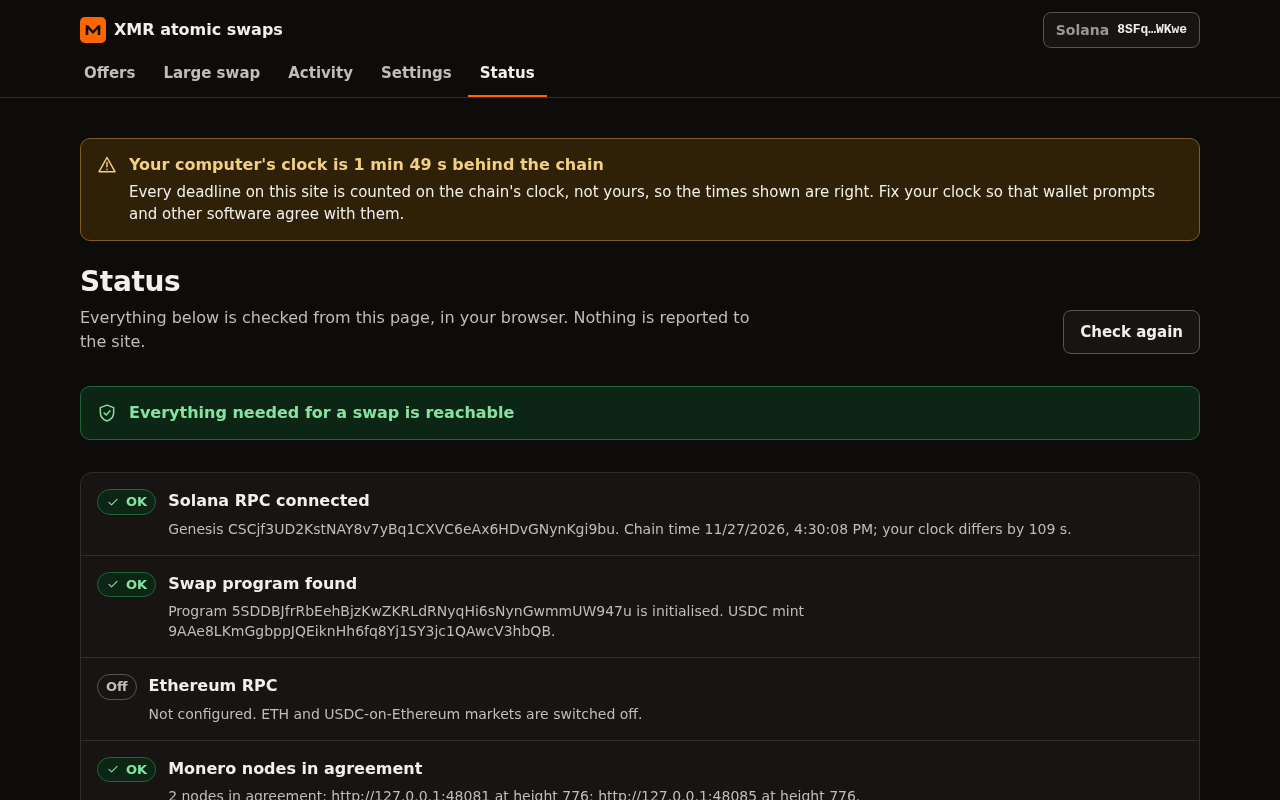 XMR atomic swaps
Solana 8SFq…WKwe
Offers Large swap Activity Settings Status
Your computer's clock is 1 min 49 s behind the chain
Every deadline on this site is counted on the chain's clock, not yours, so the times shown are right. Fix your clock so that wallet prompts
and other software agree with them.
Status
Everything below is checked from this page, in your browser. Nothing is reported to
the site.
Check again
Everything needed for a swap is reachable
OK Solana RPC connected
Genesis CSCjf3UD2KstNAY8v7yBq1CXVC6eAx6HDvGNynKgi9bu. Chain time 11/27/2026, 4:30:08 PM; your clock differs by 109 s.
OK Swap program found
Program 5SDDBJfrRbEehBjzKwZKRLdRNyqHi6sNynGwmmUW947u is initialised. USDC mint
9AAe8LKmGgbppJQEiknHh6fq8Yj1SY3jc1QAwcV3hbQB.
Off Ethereum RPC
Not configured. ETH and USDC-on-Ethereum markets are switched off.
OK Monero nodes in agreement
2 nodes in agreement: http://127.0.0.1:48081 at height 776; http://127.0.0.1:48085 at height 776.